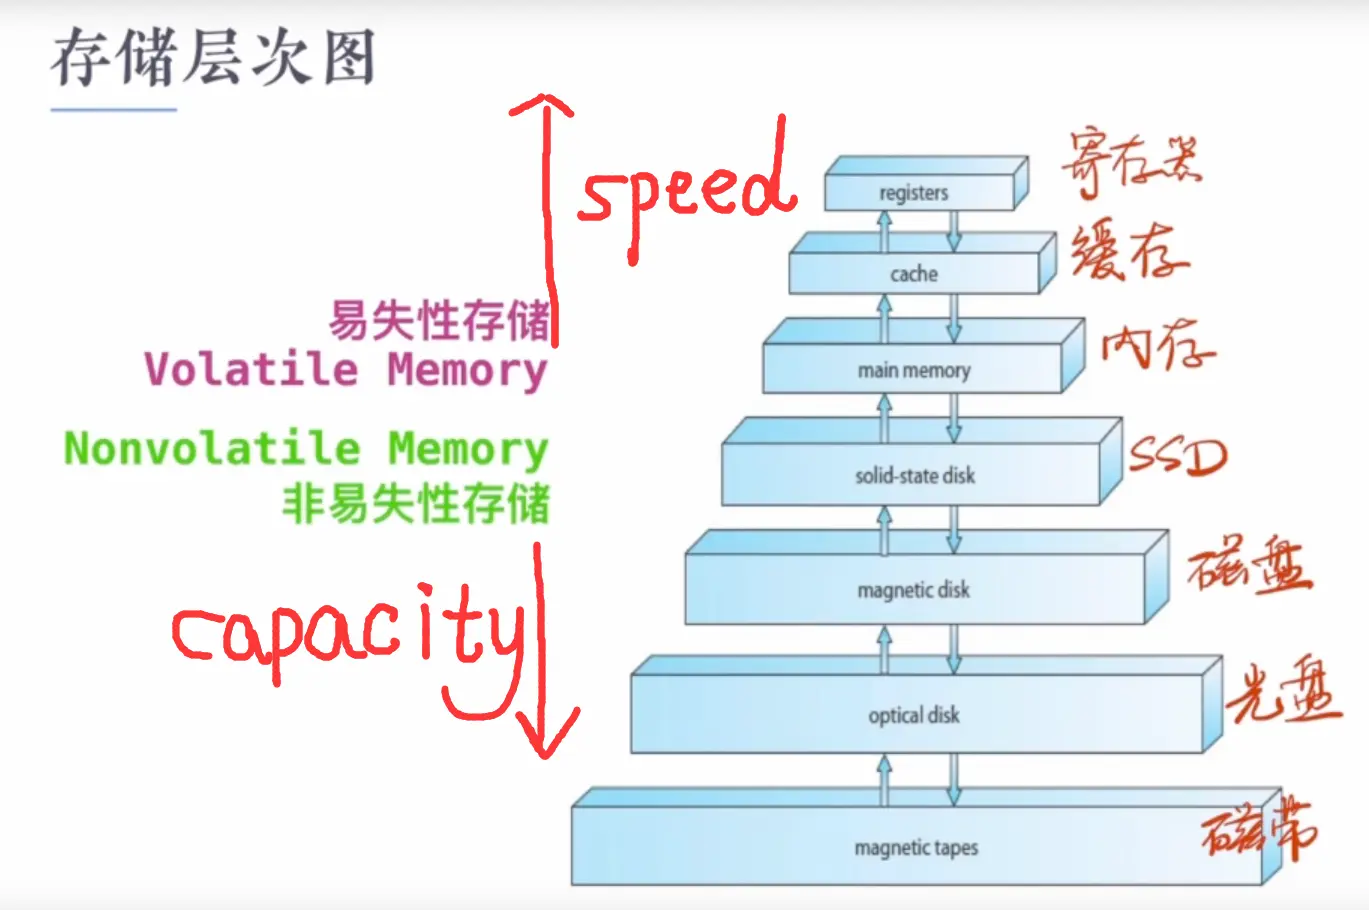 存储层次图
speed
registers
寄存器
cache
缓存
易失性存储
Volatile Memory
main memory
内存
Nonvolatile Memory
非易失性存储
solid-state disk
SSD
capacity
magnetic disk
磁盘
optical disk
光盘
magnetic tapes
磁带